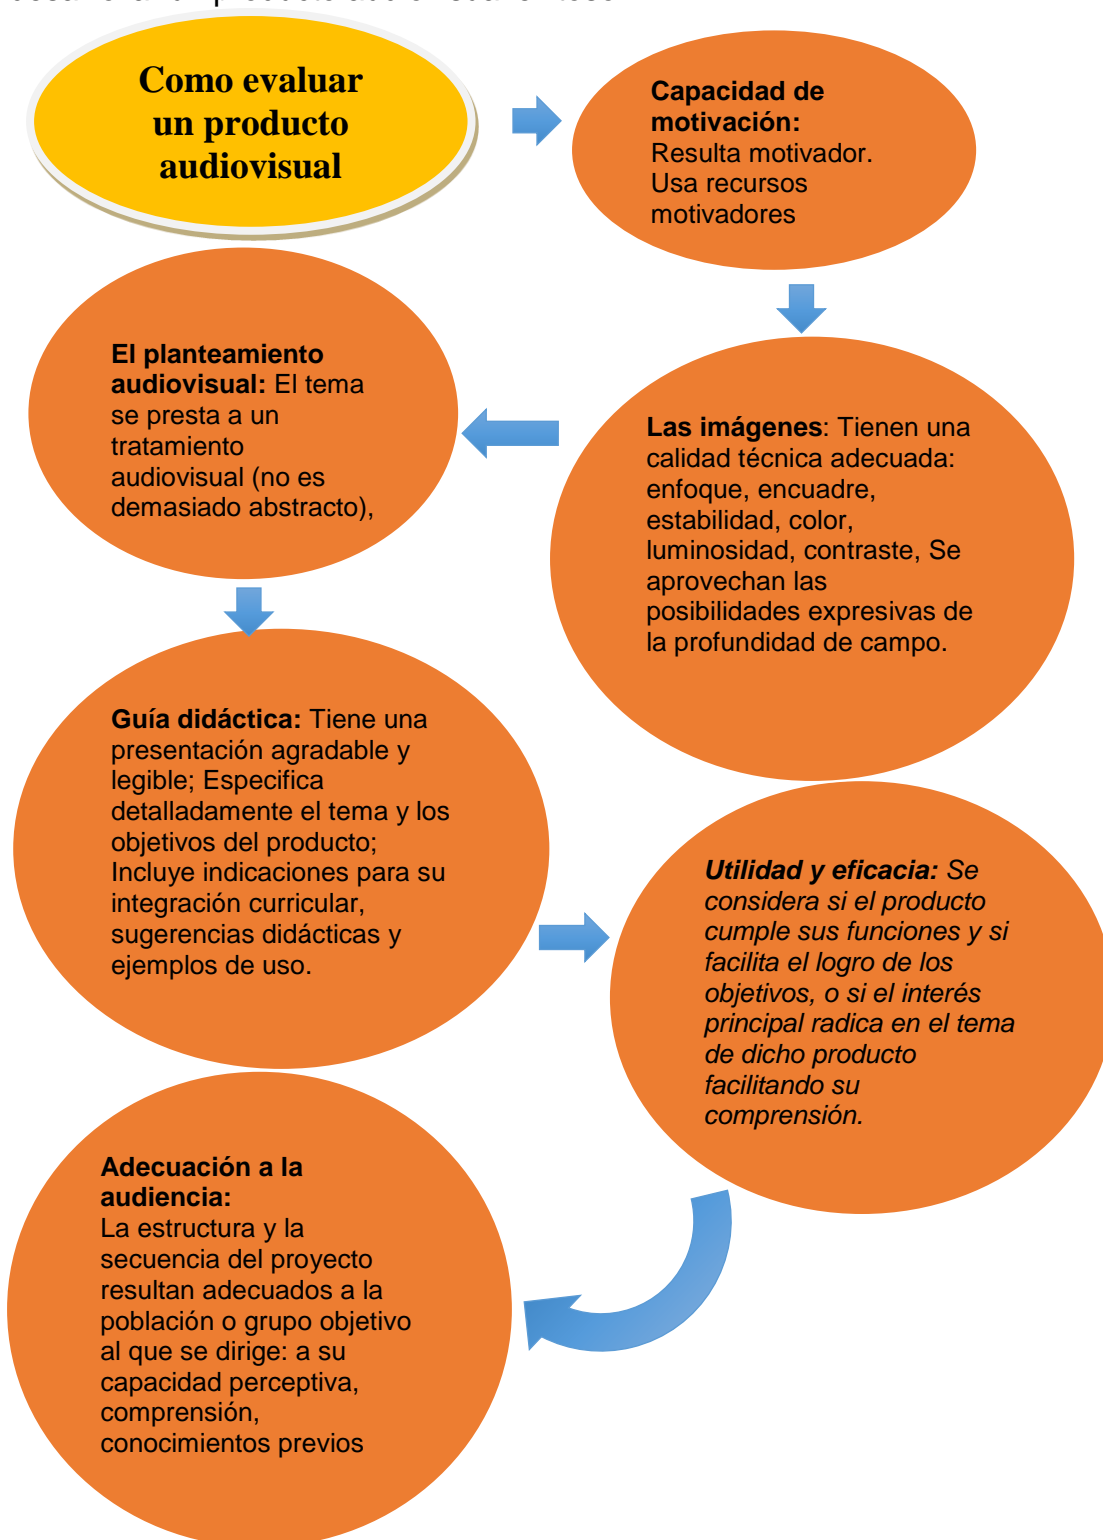 Como evaluar
un producto
audiovisual
Capacidad de
motivación:
Resulta motivador.
Usa recursos
motivadores
Las imágenes: Tienen una
calidad técnica adecuada:
enfoque, encuadre,
estabilidad, color,
luminosidad, contraste, Se
aprovechan las
posibilidades expresivas de
la profundidad de campo.
El planteamiento
audiovisual: El tema
se presta a un
tratamiento
audiovisual (no es
demasiado abstracto),
Guía didáctica: Tiene una
presentación agradable y
legible; Especifica
detalladamente el tema y los
objetivos del producto;
Incluye indicaciones para su
integración curricular,
sugerencias didácticas y
ejemplos de uso.
Utilidad y eficacia: Se
considera si el producto
cumple sus funciones y si
facilita el logro de los
objetivos, o si el interés
principal radica en el tema
de dicho producto
facilitando su
comprensión.
Adecuación a la
audiencia:
La estructura y la
secuencia del proyecto
resultan adecuados a la
población o grupo objetivo
al que se dirige: a su
capacidad perceptiva,
comprensión,
conocimientos previos